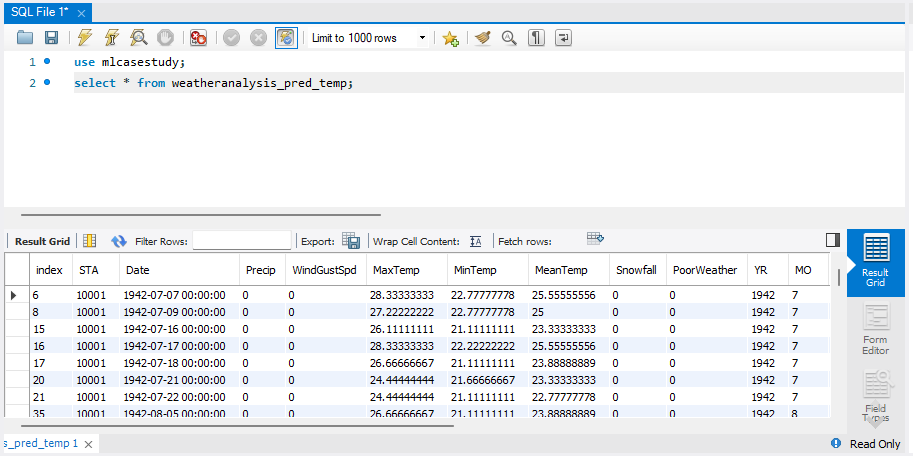 SQL File 1*
Limit to 1000 rows
1 use mlcasestudy;
2 select * from weatheranalysis_pred_temp;
Result Grid Filter Rows: Export: Wrap Cell Content: Fetch rows:
index STA Date Precip WindGustSpd MaxTemp MinTemp MeanTemp Snowfall PoorWeather YR MO
6 10001 1942-07-07 00:00:00 0 0 28.33333333 22.77777778 25.55555556 0 0 1942 7
8 10001 1942-07-09 00:00:00 0 0 27.22222222 22.77777778 25 0 0 1942 7
15 10001 1942-07-16 00:00:00 0 0 26.11111111 21.11111111 23.33333333 0 0 1942 7
16 10001 1942-07-17 00:00:00 0 0 28.33333333 22.22222222 25.55555556 0 0 1942 7
17 10001 1942-07-18 00:00:00 0 0 26.66666667 21.11111111 23.88888889 0 0 1942 7
20 10001 1942-07-21 00:00:00 0 0 24.44444444 21.66666667 23.33333333 0 0 1942 7
21 10001 1942-07-22 00:00:00 0 0 24.44444444 21.11111111 22.77777778 0 0 1942 7
35 10001 1942-08-05 00:00:00 0 0 26.66666667 21.11111111 23.88888889 0 0 1942 8
Result
Grid
Form
Editor
Field
Types
s_pred_temp 1
Read Only